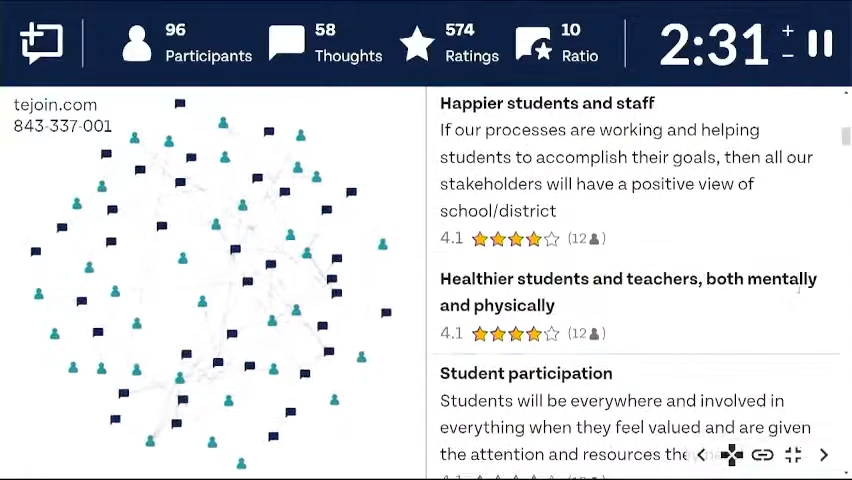 96
Participants
58
Thoughts
574
Ratings
10
Ratio
2:31
tejoin.com
843-337-001
Happier students and staff
If our processes are working and helping
students to accomplish their goals, then all our
stakeholders will have a positive view of
school/district
4.1 (12)
Healthier students and teachers, both mentally
and physically
4.1 (12)
Student participation
Students will be everywhere and involved in
everything when they feel valued and are given
the attention and resources the
4.1